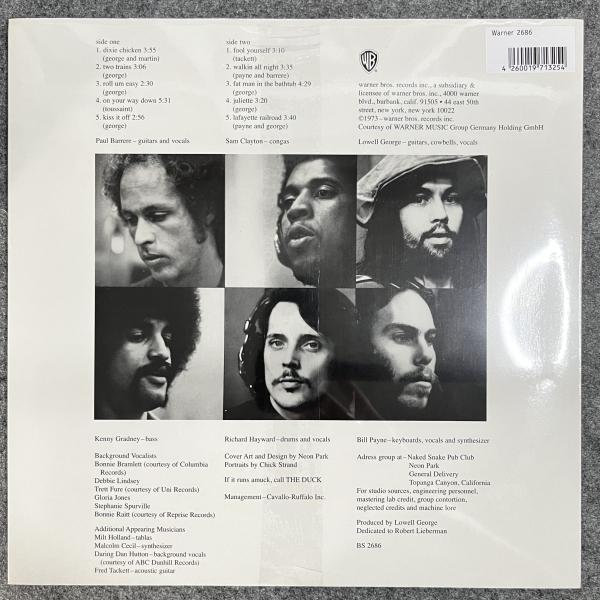 Warner 2686
4 260019 713254
side one
1. dixie chicken 3:55
(george and martin)
2. two trains 3:06
(george)
3. roll um easy 2:30
(george)
4. on your way down 5:31
(toussaint)
5. kiss it off 2:56
(george)
side two
1. fool yourself 3:10
(tackett)
2. walkin all night 3:35
(payne and barrere)
3. fat man in the bathtub 4:29
(george)
4. juliette 3:20
(george)
5. lafayette railroad 3:40
(payne and george)
WB
warner bros. records inc., a subsidiary &
licensee of warner bros. inc., 4000 warner
blvd., burbank, calif. 91505 • 44 east 50th
street, new york, new york 10022
©1973–warner bros. records inc.
Courtesy of WARNER MUSIC Group Germany Holding GmbH
Paul Barrere – guitars and vocals
Sam Clayton – congas
Lowell George – guitars, cowbells, vocals
Kenny Gradney – bass
Richard Hayward – drums and vocals
Bill Payne – keyboards, vocals and synthesizer
Background Vocalists
Bonnie Bramlett (courtesy of Columbia
Records)
Debbie Lindsey
Trett Fure (courtesy of Uni Records)
Gloria Jones
Stephanie Spurville
Bonnie Raitt (courtesy of Reprise Records)
Additional Appearing Musicians
Milt Holland – tablas
Malcolm Cecil – synthesizer
Daring Dan Hutton – background vocals
(courtesy of ABC Dunhill Records)
Fred Tackett – acoustic guitar
Cover Art and Design by Neon Park
Portraits by Chick Strand
If it runs amuck, call THE DUCK
Management – Cavallo-Ruffalo Inc.
Adress group at – Naked Snake Pub Club
Neon Park
General Delivery
Topanga Canyon, California
For studio sources, engineering personnel,
mastering lab credit, group contortion,
neglected credits and machine lore
Produced by Lowell George
Dedicated to Robert Lieberman
BS 2686